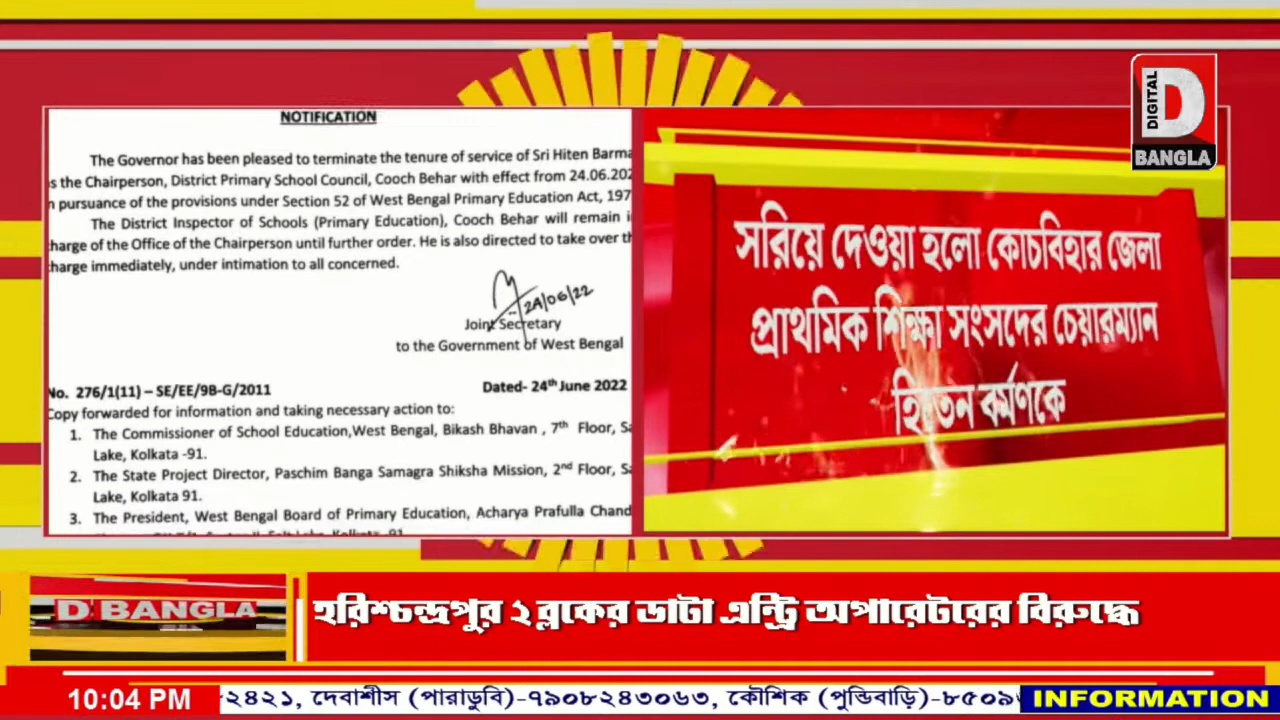 NOTIFICATION
The Governor has been pleased to terminate the tenure of service of Sri Hiten Barma
s the Chairperson, District Primary School Council, Cooch Behar with effect from 24.06.202
n pursuance of the provisions under Section 52 of West Bengal Primary Education Act, 197
The District Inspector of Schools (Primary Education), Cooch Behar will remain i
harge of the Office of the Chairperson until further order. He is also directed to take over th
harge immediately, under intimation to all concerned.
24/06/22
Joint Secretary
to the Government of West Bengal
No. 276/1(11) – SE/EE/9B-G/2011
Dated- 24th June 2022
Copy forwarded for information and taking necessary action to:
1. The Commissioner of School Education,West Bengal, Bikash Bhavan , 7th Floor, Sa
Lake, Kolkata -91.
2. The State Project Director, Paschim Banga Samagra Shiksha Mission, 2nd Floor, Sa
Lake, Kolkata 91.
3. The President, West Bengal Board of Primary Education, Acharya Prafulla Chand
DIGITAL
D
BANGLA
সরিয়ে দেওয়া হলো কোচবিহার জেলা
প্রাথমিক শিক্ষা সংসদের চেয়ারম্যান
হিতেন বর্মণকে
D BANGLA
হরিশ্চন্দ্রপুর ২ ব্লকের ডাটা এন্ট্রি অপারেটরের বিরুদ্ধে
10:04 PM
-২৪২১, দেবাশীস (পারাডুবি)-৭৯০৮২৪৩০৬৩, কৌশিক (পুন্ডিবাড়ি)-৮৫০৯
INFORMATION